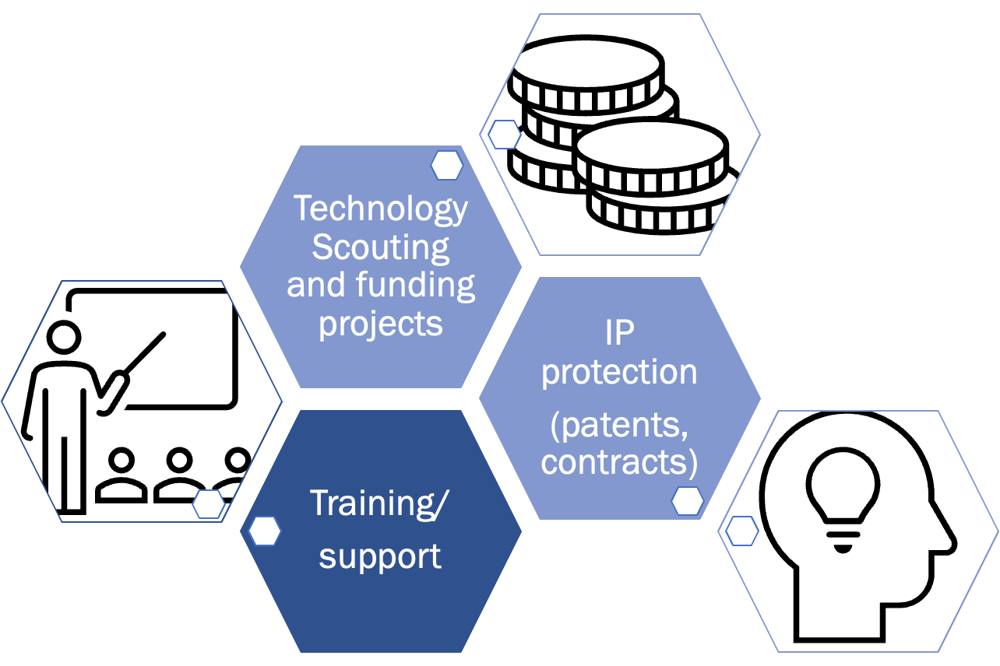 Technology
Scouting
and funding
projects
IP
protection
(patents,
contracts)
Training/
support